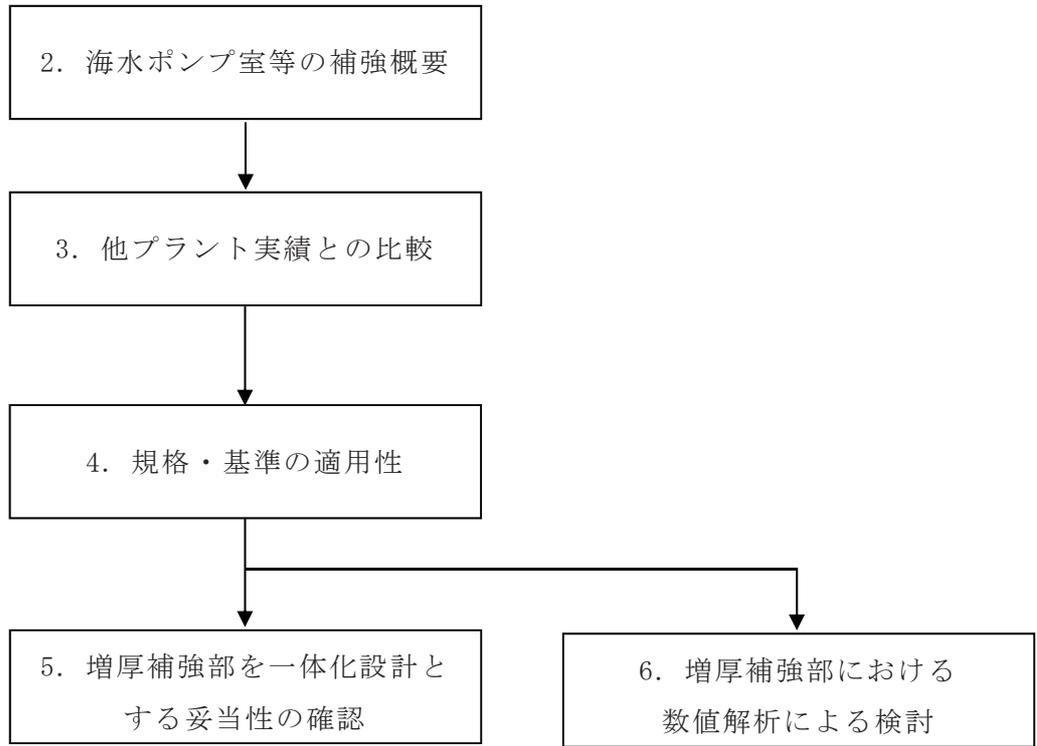 2. 海水ポンプ室等の補強概要
3. 他プラント実績との比較
4. 規格・基準の適用性
5. 増厚補強部を一体化設計と
する妥当性の確認
6. 増厚補強部における
数値解析による検討